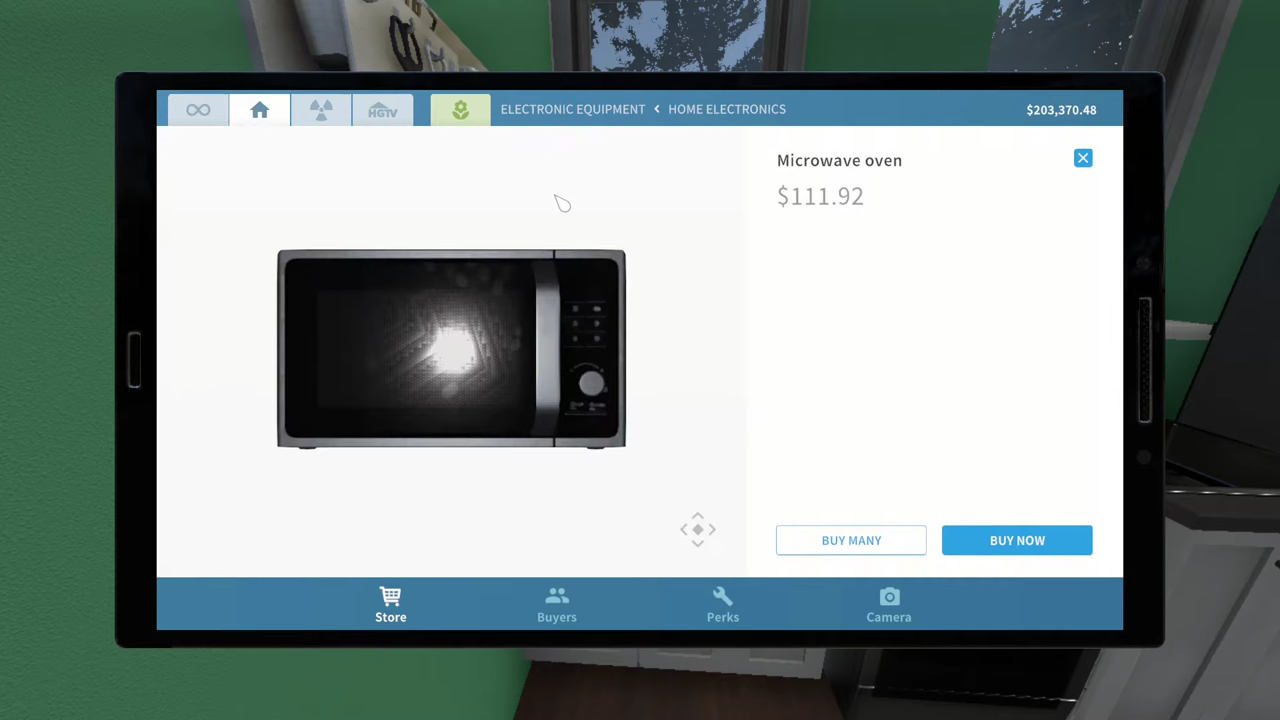 HGTV
ELECTRONIC EQUIPMENT < HOME ELECTRONICS
$203,370.48
Microwave oven
$111.92
BUY MANY
BUY NOW
Store
Buyers
Perks
Camera